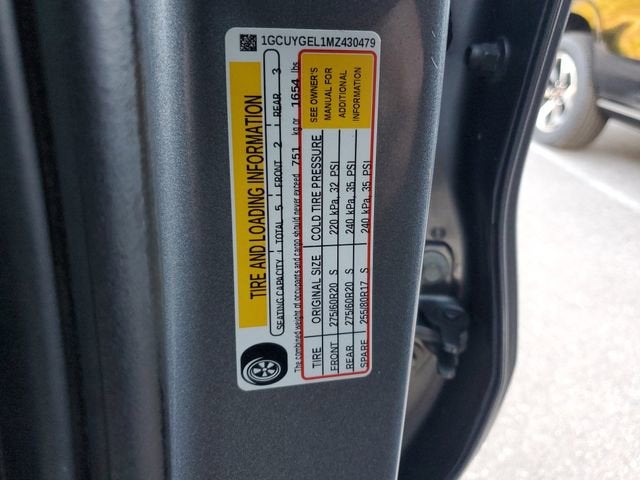 1GCUYGEL1MZ430479
TIRE AND LOADING INFORMATION
SEATING CAPACITY TOTAL 5 FRONT 2 REAR 3
The combined weight of occupants and cargo should never exceed 751 kg or 1654 lbs
TIRE ORIGINAL SIZE COLD TIRE PRESSURE
FRONT 275/60R20 S 220 kPa, 32 PSI
REAR 275/60R20 S 240 kPa, 35 PSI
SPARE 255/80R17 S 240 kPa, 35 PSI
SEE OWNER'S
MANUAL FOR
ADDITIONAL
INFORMATION